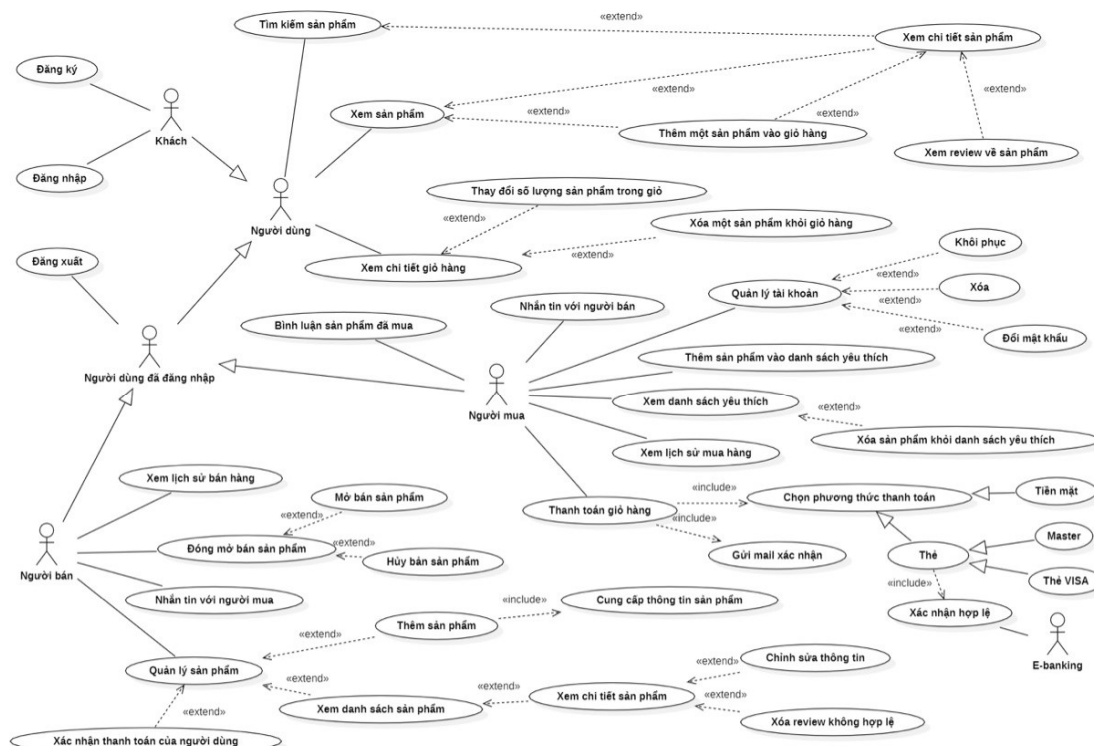 Tìm kiếm sản phẩm
«extend»
Xem chi tiết sản phẩm
Đăng ký
«extend»
«extend»
«extend»
Khách
Xem sản phẩm
«extend»
Thêm một sản phẩm vào giỏ hàng
Xem review về sản phẩm
Đăng nhập
Thay đổi số lượng sản phẩm trong giỏ
«extend»
Người dùng
Xóa một sản phẩm khỏi giỏ hàng
«extend»
Xem chi tiết giỏ hàng
Khôi phục
«extend»
Đăng xuất
Quản lý tài khoản
Xóa
«extend»
«extend»
Đổi mật khẩu
Nhắn tin với người bán
Bình luận sản phẩm đã mua
Người dùng đã đăng nhập
Thêm sản phẩm vào danh sách yêu thích
Người mua
Xem danh sách yêu thích
«extend»
Xóa sản phẩm khỏi danh sách yêu thích
Xem lịch sử mua hàng
Xem lịch sử bán hàng
Mở bán sản phẩm
«extend»
Thanh toán giỏ hàng
«include»
Chọn phương thức thanh toán
Tiền mặt
«include»
Gửi mail xác nhận
Master
Thẻ
Thẻ VISA
«include»
Xác nhận hợp lệ
E-banking
Đóng mở bán sản phẩm
«extend»
Hủy bản sản phẩm
Người bán
Nhắn tin với người mua
«include»
Cung cấp thông tin sản phẩm
Thêm sản phẩm
«extend»
Quản lý sản phẩm
«extend»
Xem danh sách sản phẩm
«extend»
Xem chi tiết sản phẩm
«extend»
Chỉnh sửa thông tin
«extend»
Xóa review không hợp lệ
«extend»
Xác nhận thanh toán của người dùng